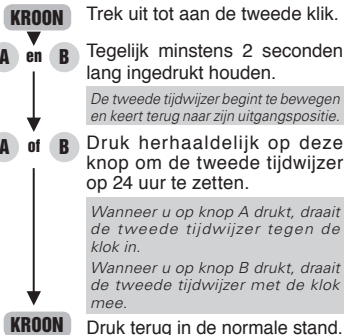 KROON Trek uit tot aan de tweede klik.
A en B Tegelijk minstens 2 seconden
lang ingedrukt houden.
De tweede tijdwijzer begint te bewegen
en keert terug naar zijn uitgangspositie.
A of B Druk herhaaldelijk op deze
knop om de tweede tijdwijzer
op 24 uur te zetten.
Wanneer u op knop A drukt, draait
de tweede tijdwijzer tegen de
klok in.
Wanneer u op knop B drukt, draait
de tweede tijdwijzer met de klok
mee.
KROON Druk terug in de normale stand.